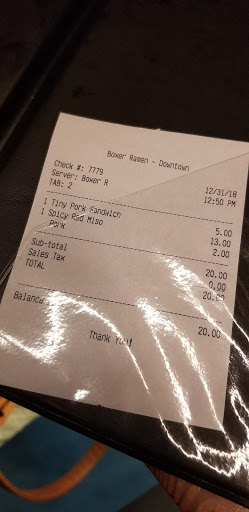 Boxer Ramen - Downtown
Check #: 7779 12/31/18
Server: Boxer R 12:50 PM
TAB: 2
1 Tiny Pork Sandwich 5.00
1 Spicy Red Miso 13.00
Pork 2.00
Sub-total 20.00
Sales Tax 0.00
TOTAL 20.00
Balance 20.00
Thank You!